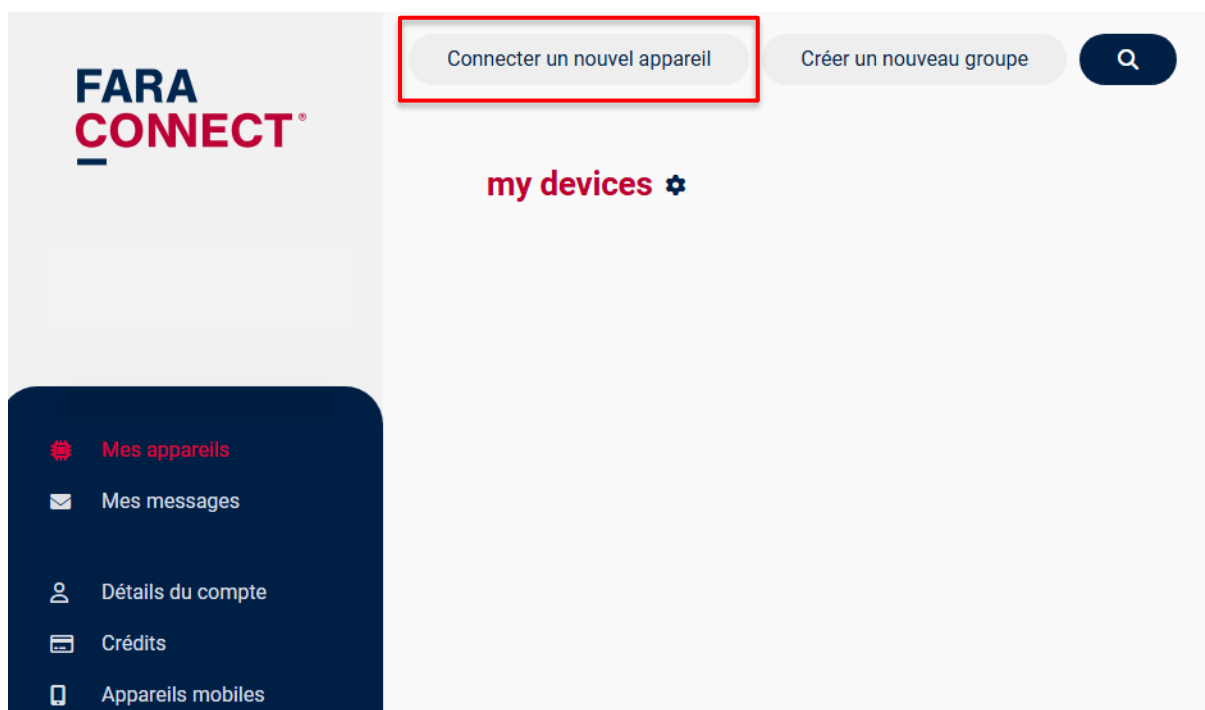 FARA
CONNECT®
Connecter un nouvel appareil
Créer un nouveau groupe
my devices
Mes appareils
Mes messages
Détails du compte
Crédits
Appareils mobiles